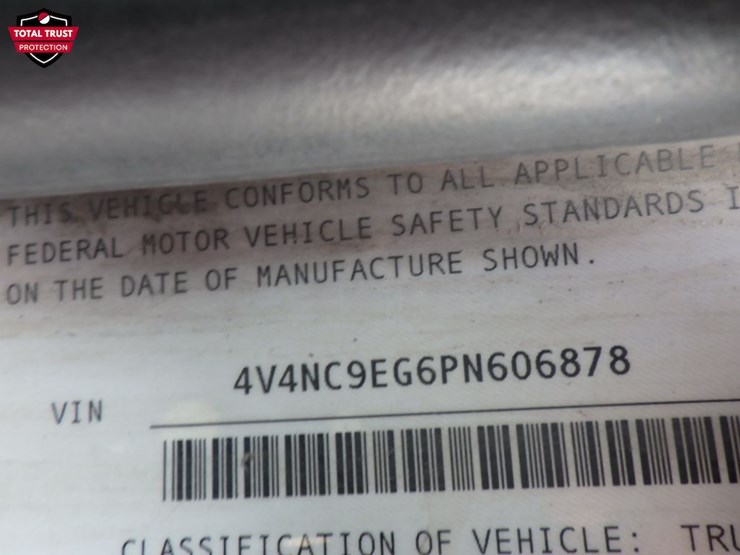 TOTAL TRUST
PROTECTION
THIS VEHICLE CONFORMS TO ALL APPLICABLE
FEDERAL MOTOR VEHICLE SAFETY STANDARDS I
ON THE DATE OF MANUFACTURE SHOWN.
4V4NC9EG6PN606878
VIN
CLASSIFICATION OF VEHICLE: TRU